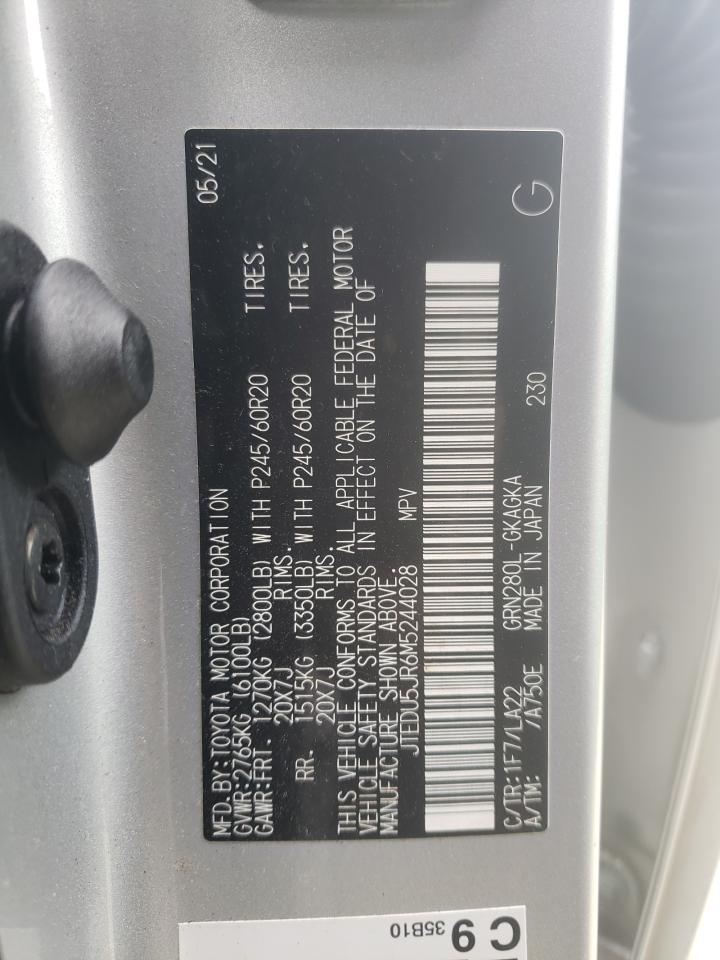 MFD.BY:TOYOTA MOTOR CORPORATION 05/21
GVWR:2765KG (6100LB)
GAWR:FRT. 1270KG (2800LB) WITH P245/60R20 TIRES.
20X7J RIMS.
RR. 1515KG (3350LB) WITH P245/60R20 TIRES.
20X7J RIMS.
THIS VEHICLE CONFORMS TO ALL APPLICABLE FEDERAL MOTOR
VEHICLE SAFETY STANDARDS IN EFFECT ON THE DATE OF
MANUFACTURE SHOWN ABOVE.
JTEDU5JR6M5244028 MPV
C/TR:1F7/LA22 GRN280L-GKAGKA
A/TM: /A750E MADE IN JAPAN 230
G
35B10
C9